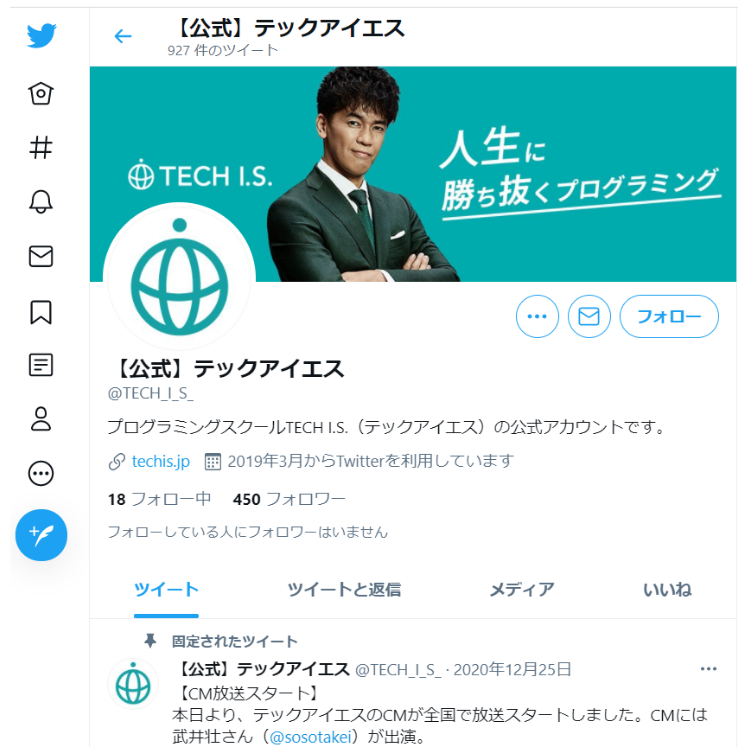 【公式】テックアイエス
927 件のツイート
TECH I.S.
人生に
勝ち抜くプログラミング
フォロー
【公式】テックアイエス
@TECH_I_S_
プログラミングスクールTECH I.S.（テックアイエス）の公式アカウントです。
techis.jp 2019年3月からTwitterを利用しています
18 フォロー中 450 フォロワー
フォローしている人にフォロワーはいません
ツイート ツイートと返信 メディア いいね
固定されたツイート
【公式】テックアイエス @TECH_I_S_ · 2020年12月25日
【CM放送スタート】
本日より、テックアイエスのCMが全国で放送スタートしました。CMには
武井壮さん（@sosotakei）が出演。